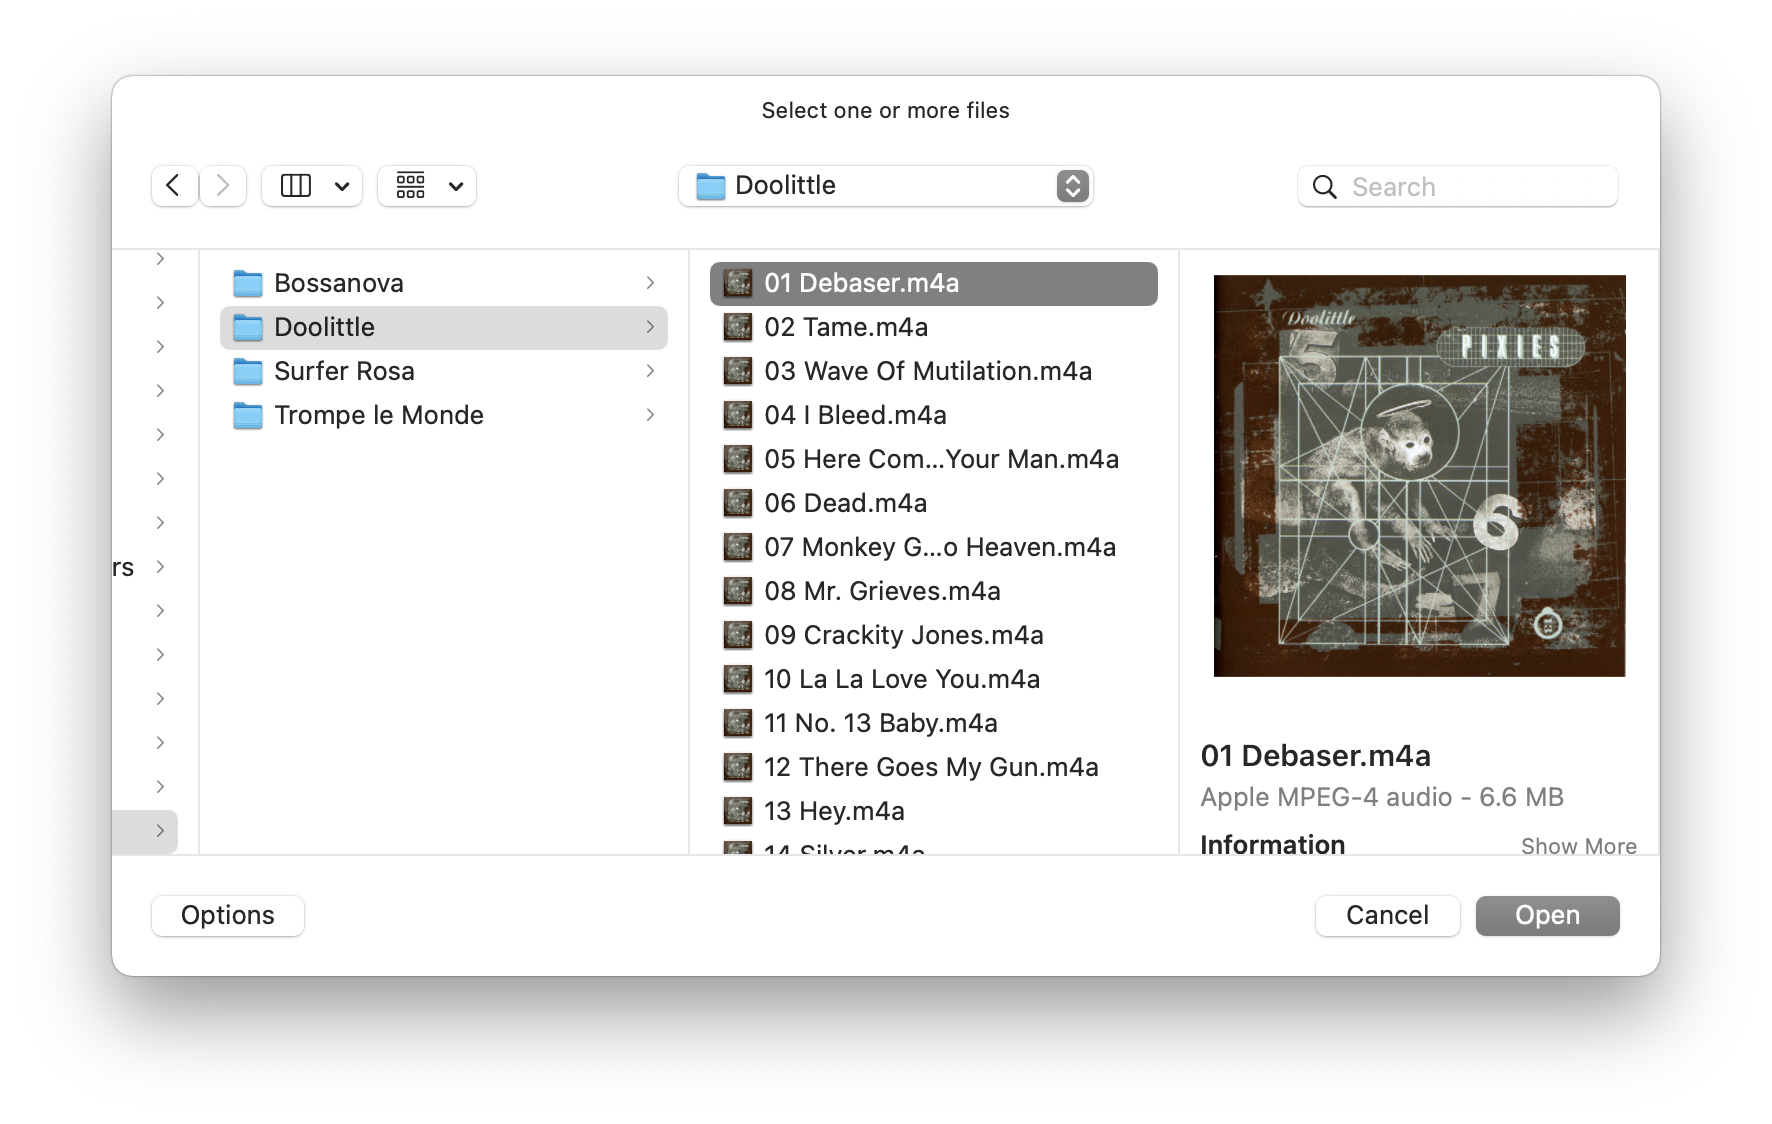 Select one or more files
Doolittle
Search
rs
Bossanova
Doolittle
Surfer Rosa
Trompe le Monde
01 Debaser.m4a
02 Tame.m4a
03 Wave Of Mutilation.m4a
04 I Bleed.m4a
05 Here Com...Your Man.m4a
06 Dead.m4a
07 Monkey G...o Heaven.m4a
08 Mr. Grieves.m4a
09 Crackity Jones.m4a
10 La La Love You.m4a
11 No. 13 Baby.m4a
12 There Goes My Gun.m4a
13 Hey.m4a
14 Silver.m4a
Doolittle
PIXIES
5
6
01 Debaser.m4a
Apple MPEG-4 audio - 6.6 MB
Information
Show More
Options
Cancel
Open